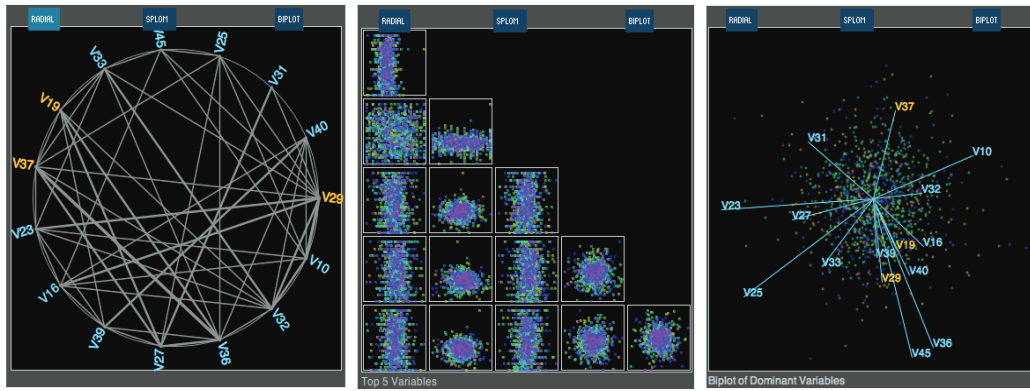 RADIAL SPLOM BIPLOT
V45
V25
V33
V31
V19
V40
V37
V29
V23
V10
V16
V32
V39
V36
V27
RADIAL SPLOM BIPLOT
Top 5 Variables
RADIAL SPLOM BIPLOT
V37
V31
V10
V32
V23
V27
V19
V16
V39
V33
V40
V29
V25
V36
V45
Biplot of Dominant Variables